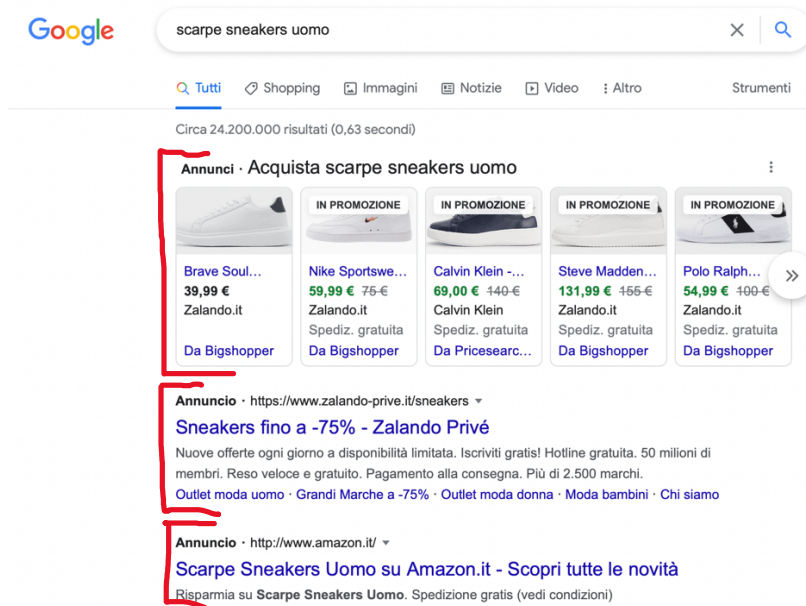 Google
scarpe sneakers uomo
Tutti Shopping Immagini Notizie Video Altro Strumenti
Circa 24.200.000 risultati (0,63 secondi)
Annunci · Acquista scarpe sneakers uomo
IN PROMOZIONE IN PROMOZIONE IN PROMOZIONE IN PROMOZIONE
Brave Soul... Nike Sportswe... Calvin Klein -... Steve Madden... Polo Ralph...
39,99 € 59,99 € 75 € 69,00 € 140 € 131,99 € 155 € 54,99 € 100 €
Zalando.it Zalando.it Calvin Klein Zalando.it Zalando.it
Spediz. gratuita Spediz. gratuita Spediz. gratuita Spediz. gratuita
Da Bigshopper Da Bigshopper Da Pricesearc... Da Bigshopper Da Bigshopper
Annuncio · https://www.zalando-prive.it/sneakers
Sneakers fino a -75% - Zalando Privé
Nuove offerte ogni giorno a disponibilità limitata. Iscriviti gratis! Hotline gratuita. 50 milioni di
membri. Reso veloce e gratuito. Pagamento alla consegna. Più di 2.500 marchi.
Outlet moda uomo · Grandi Marche a -75% · Outlet moda donna · Moda bambini · Chi siamo
Annuncio · http://www.amazon.it/
Scarpe Sneakers Uomo su Amazon.it - Scopri tutte le novità
Risparmia su Scarpe Sneakers Uomo. Spedizione gratis (vedi condizioni)